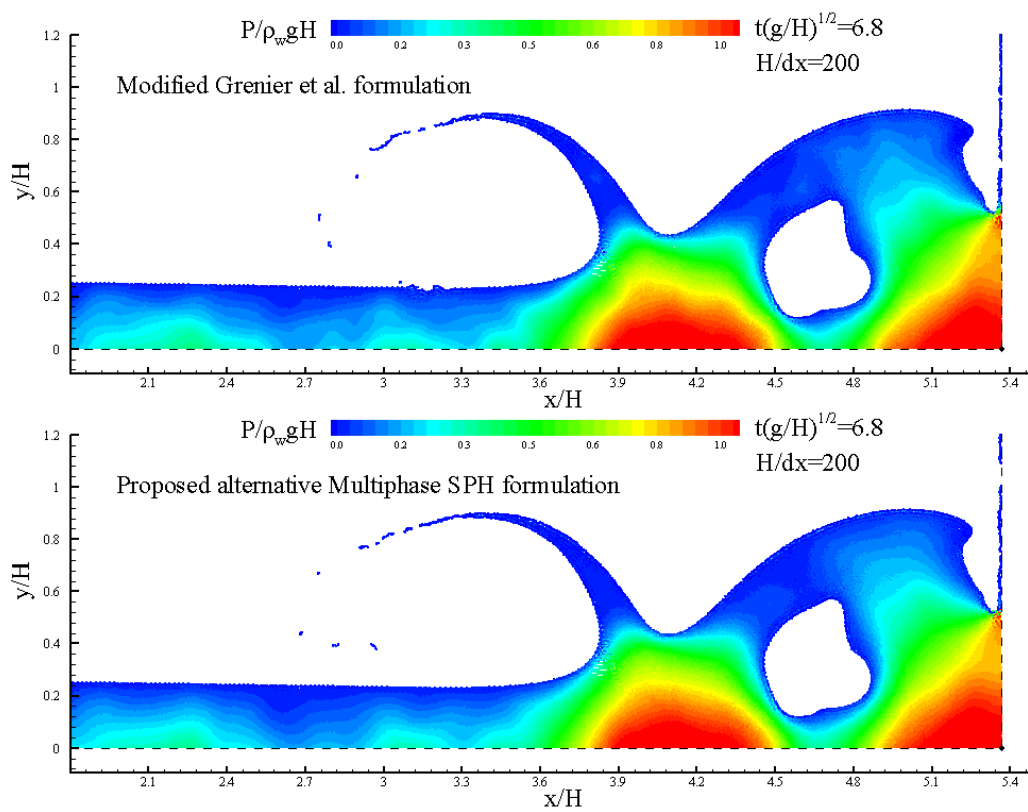 P/ρwgH
0.0 0.2 0.3 0.5 0.6 0.8 1.0
t(g/H)1/2=6.8
H/dx=200
Modified Grenier et al. formulation
y/H
1.2
1
0.8
0.6
0.4
0.2
0
2.1 2.4 2.7 3 3.3 3.6 3.9 4.2 4.5 4.8 5.1 5.4
x/H
P/ρwgH
0.0 0.2 0.3 0.5 0.6 0.8 1.0
t(g/H)1/2=6.8
H/dx=200
Proposed alternative Multiphase SPH formulation
y/H
1.2
1
0.8
0.6
0.4
0.2
0
2.1 2.4 2.7 3 3.3 3.6 3.9 4.2 4.5 4.8 5.1 5.4
x/H